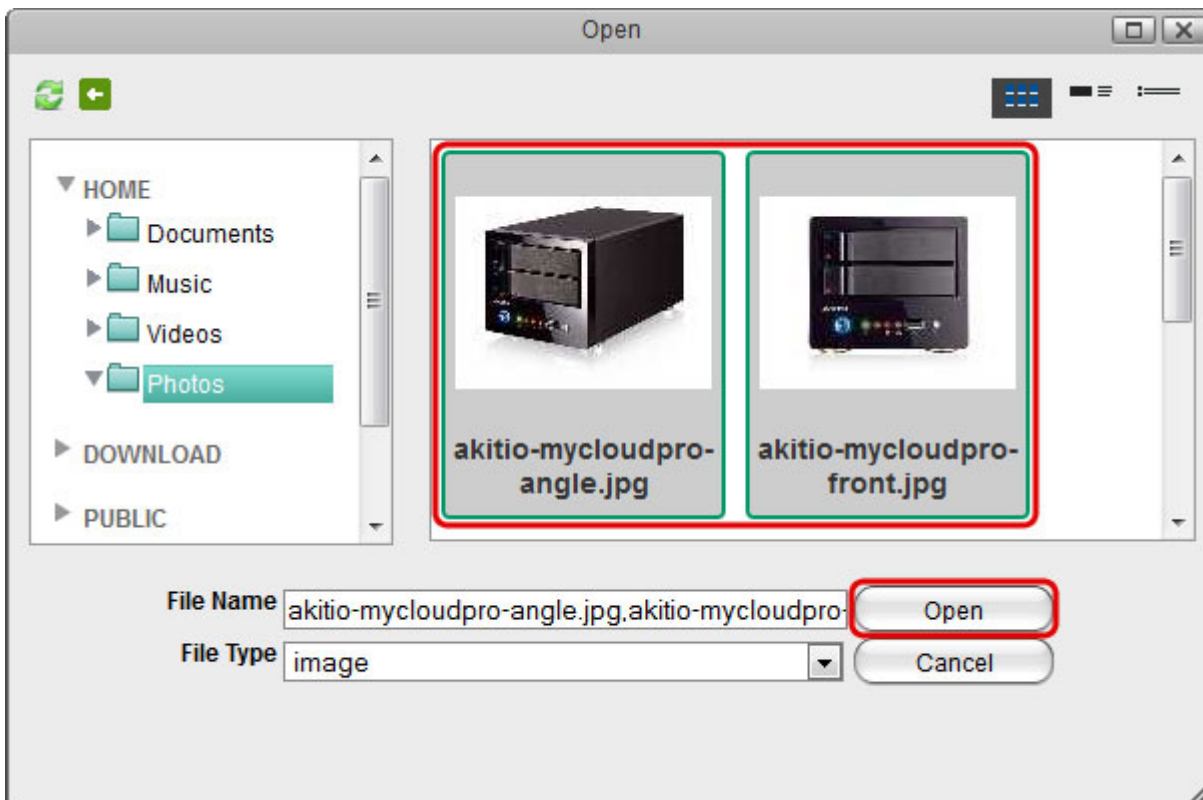 Open
HOME
Documents
Music
Videos
Photos
DOWNLOAD
PUBLIC
akitio-mycloudpro-
angle.jpg
akitio-mycloudpro-
front.jpg
File Name akitio-mycloudpro-angle.jpg,akitio-mycloudpro- Open
File Type image Cancel